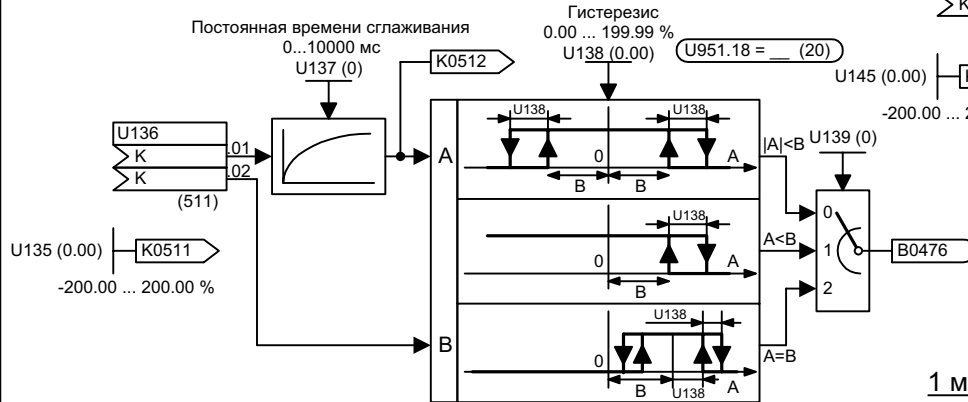 Постоянная времени сглаживания
0...10000 мс
U137 (0)
K0512
Гистерезис
0.00 ... 199.99 %
U138 (0.00)
U951.18 = __ (20)
K
U145 (0.00)
-200.00 ... 2
U136
K
.01
K
.02
(511)
U135 (0.00)
K0511
-200.00 ... 200.00 %
A
B
U138
U138
0
A
B
B
|A|<B
U138
0
A
B
A<B
U138
0
A
B
U138
A=B
U139 (0)
0
1
2
B0476
1 м